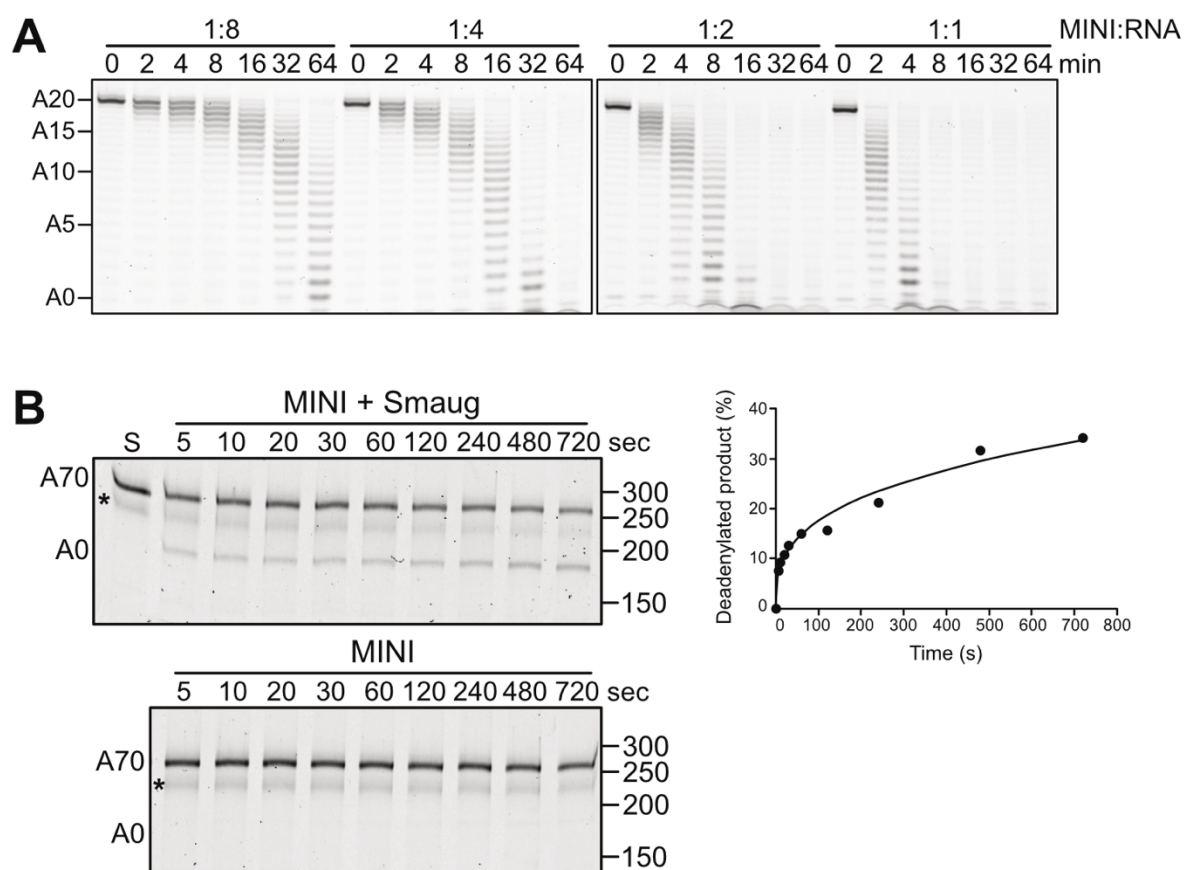 A
1:8 1:4 1:2 1:1 MINI:RNA
0 2 4 8 16 32 64 0 2 4 8 16 32 64 0 2 4 8 16 32 64 0 2 4 8 16 32 64 min
A20
A15
A10
A5
A0
B
MINI + Smaug
S 5 10 20 30 60 120 240 480 720 sec
A70
*
A0
300
250
200
150
MINI
5 10 20 30 60 120 240 480 720 sec
A70
*
A0
300
250
200
150
Deadenylated product (%)
40
30
20
10
0
0 100 200 300 400 500 600 700 800
Time (s)